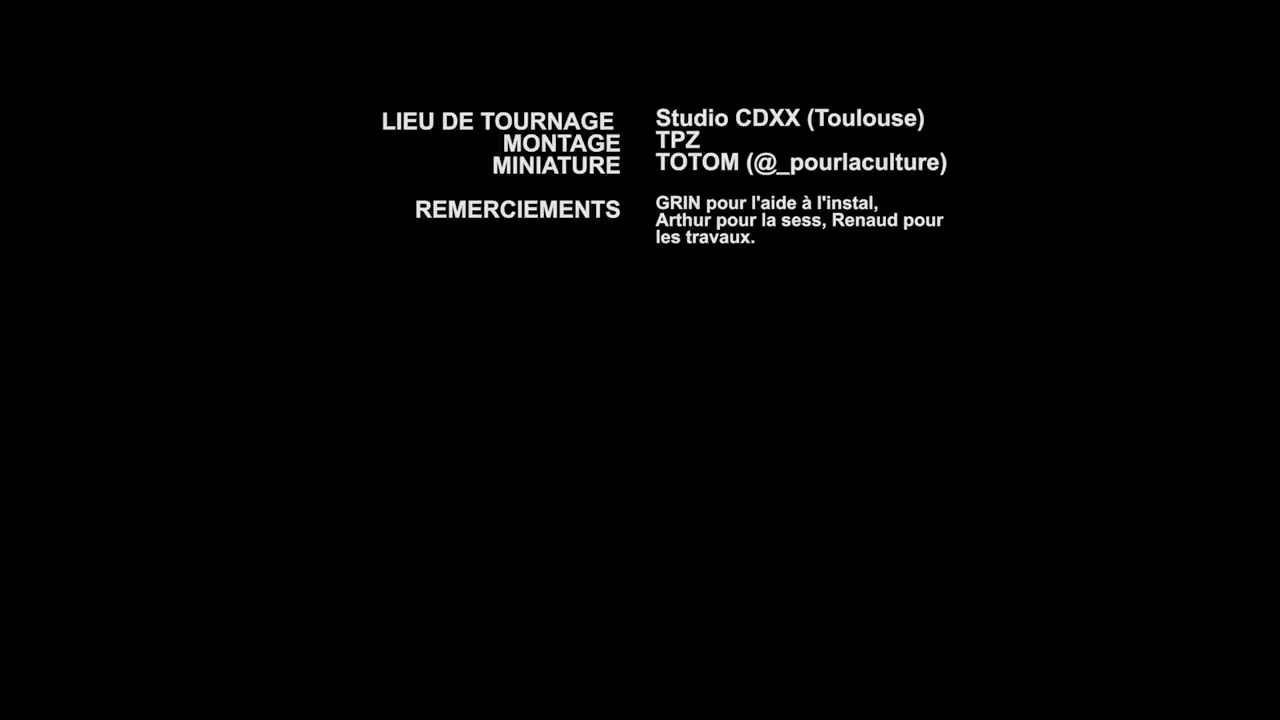 LIEU DE TOURNAGE Studio CDXX (Toulouse)
MONTAGE TPZ
MINIATURE TOTOM (@_pourlaculture)
REMERCIEMENTS GRIN pour l'aide à l'instal,
Arthur pour la sess, Renaud pour
les travaux.